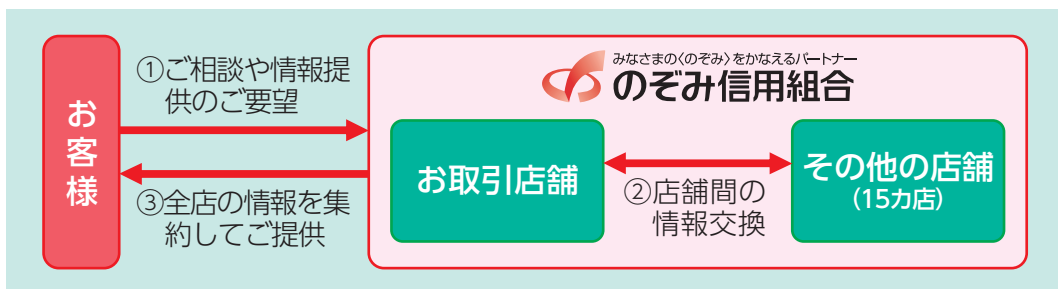 お客様
①ご相談や情報提
供のご要望
③全店の情報を集
約してご提供
みなさまの〈のぞみ〉をかなえるパートナー
のぞみ信用組合
お取引店舗
②店舗間の
情報交換
その他の店舗
(15カ店)